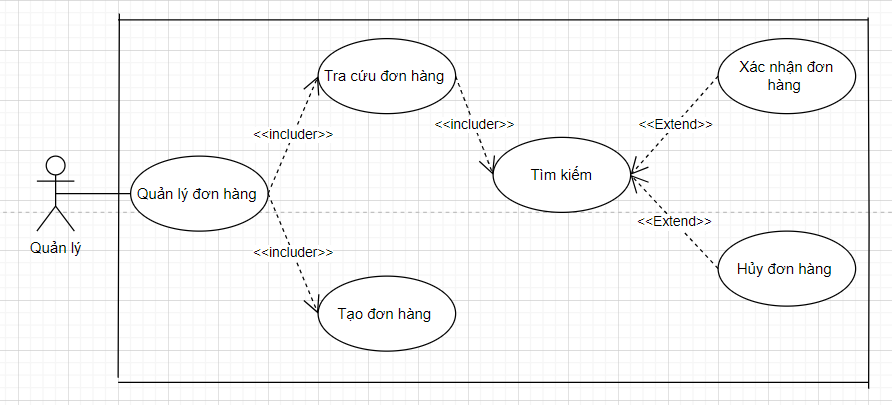 Tra cứu đơn hàng
Xác nhận đơn
hàng
<<includer>>
<<includer>>
<<Extend>>
Tìm kiếm
Quản lý đơn hàng
Quản lý
<<includer>>
<<Extend>>
Hủy đơn hàng
Tạo đơn hàng